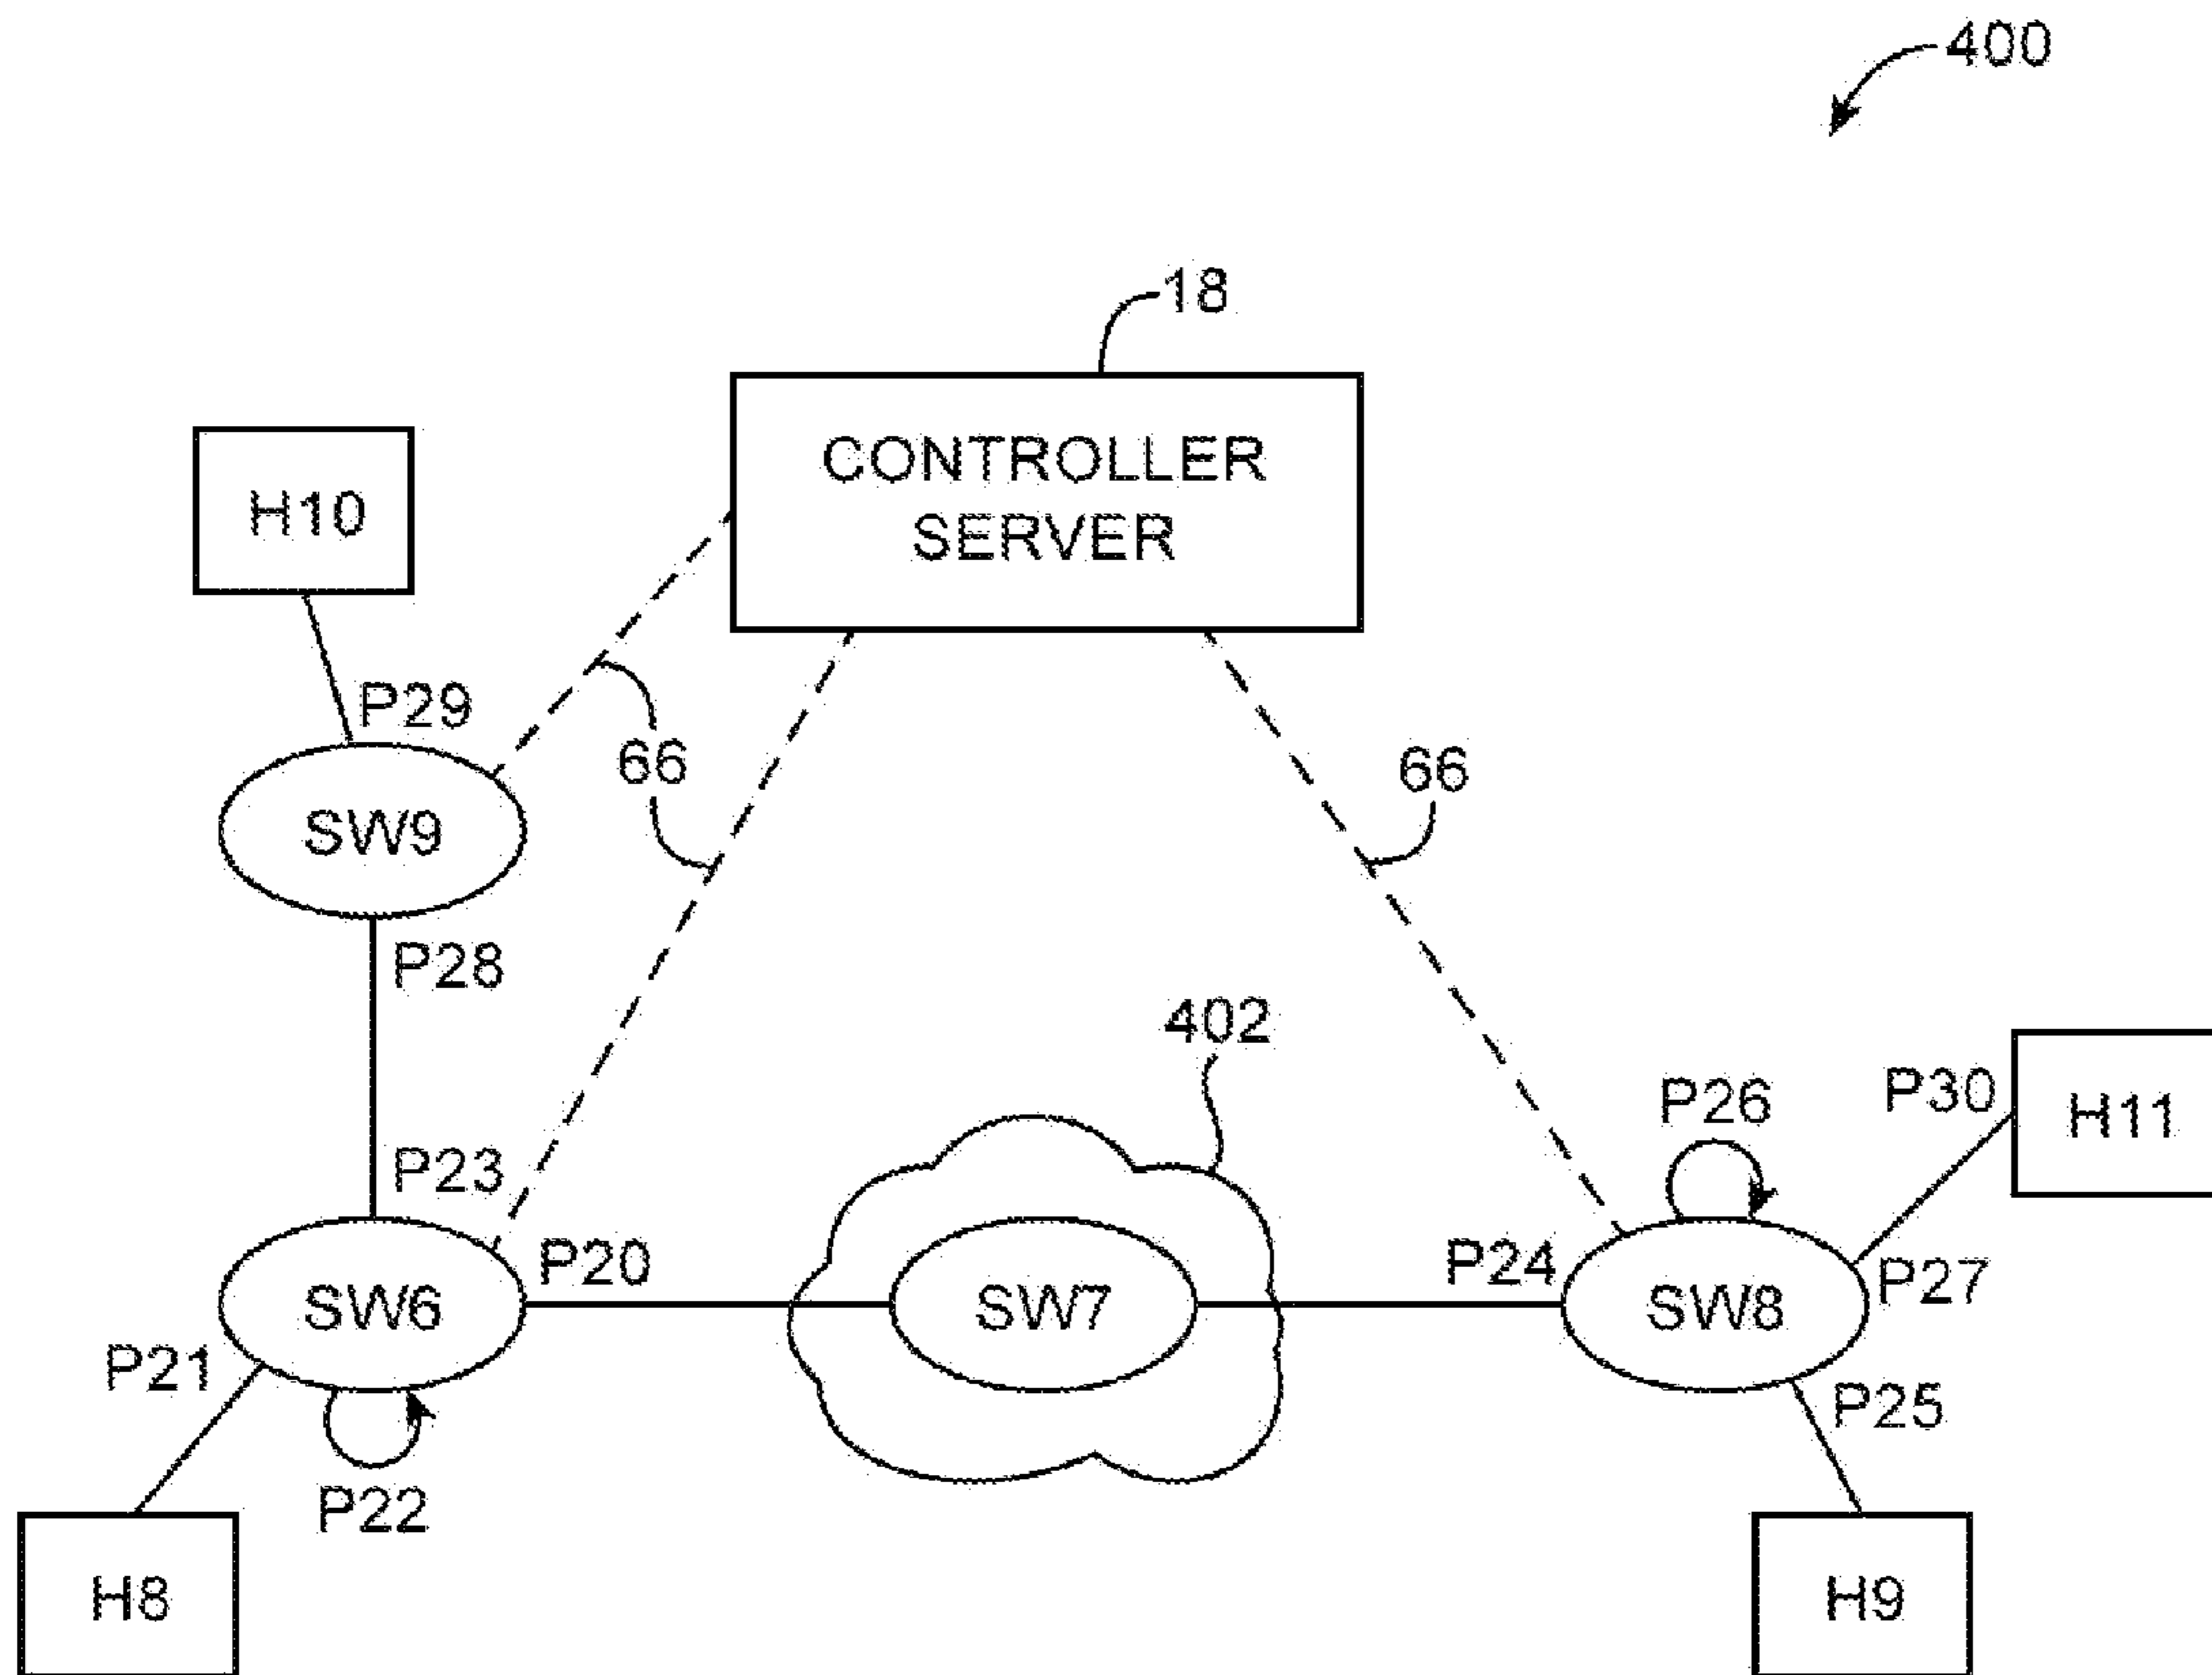 400
18
CONTROLLER
SERVER
H10
P29
66
66
SW9
P28
402
P26
P30
H11
P23
P20
P24
P27
SW6
SW7
SW8
P21
P25
P22
H8
H9